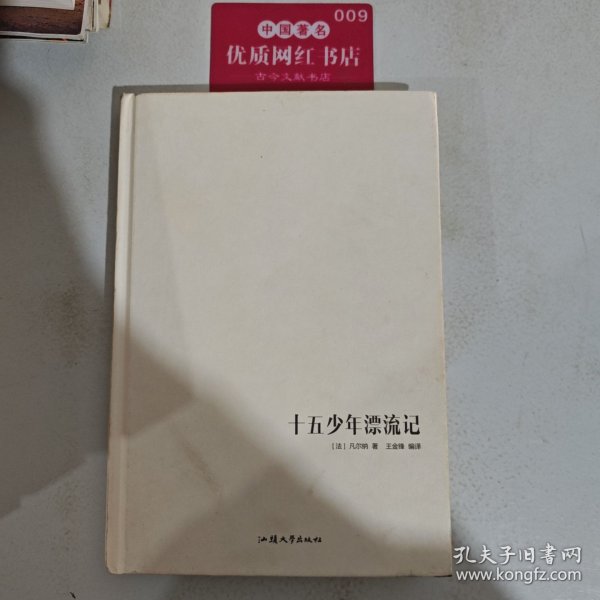 009
中国著名
优质网红书店
古今文献书店
十五少年漂流记
[法] 凡尔纳 著 王金锋 编译
汕头大学出版社
孔夫子旧书网
www.kongfz.com